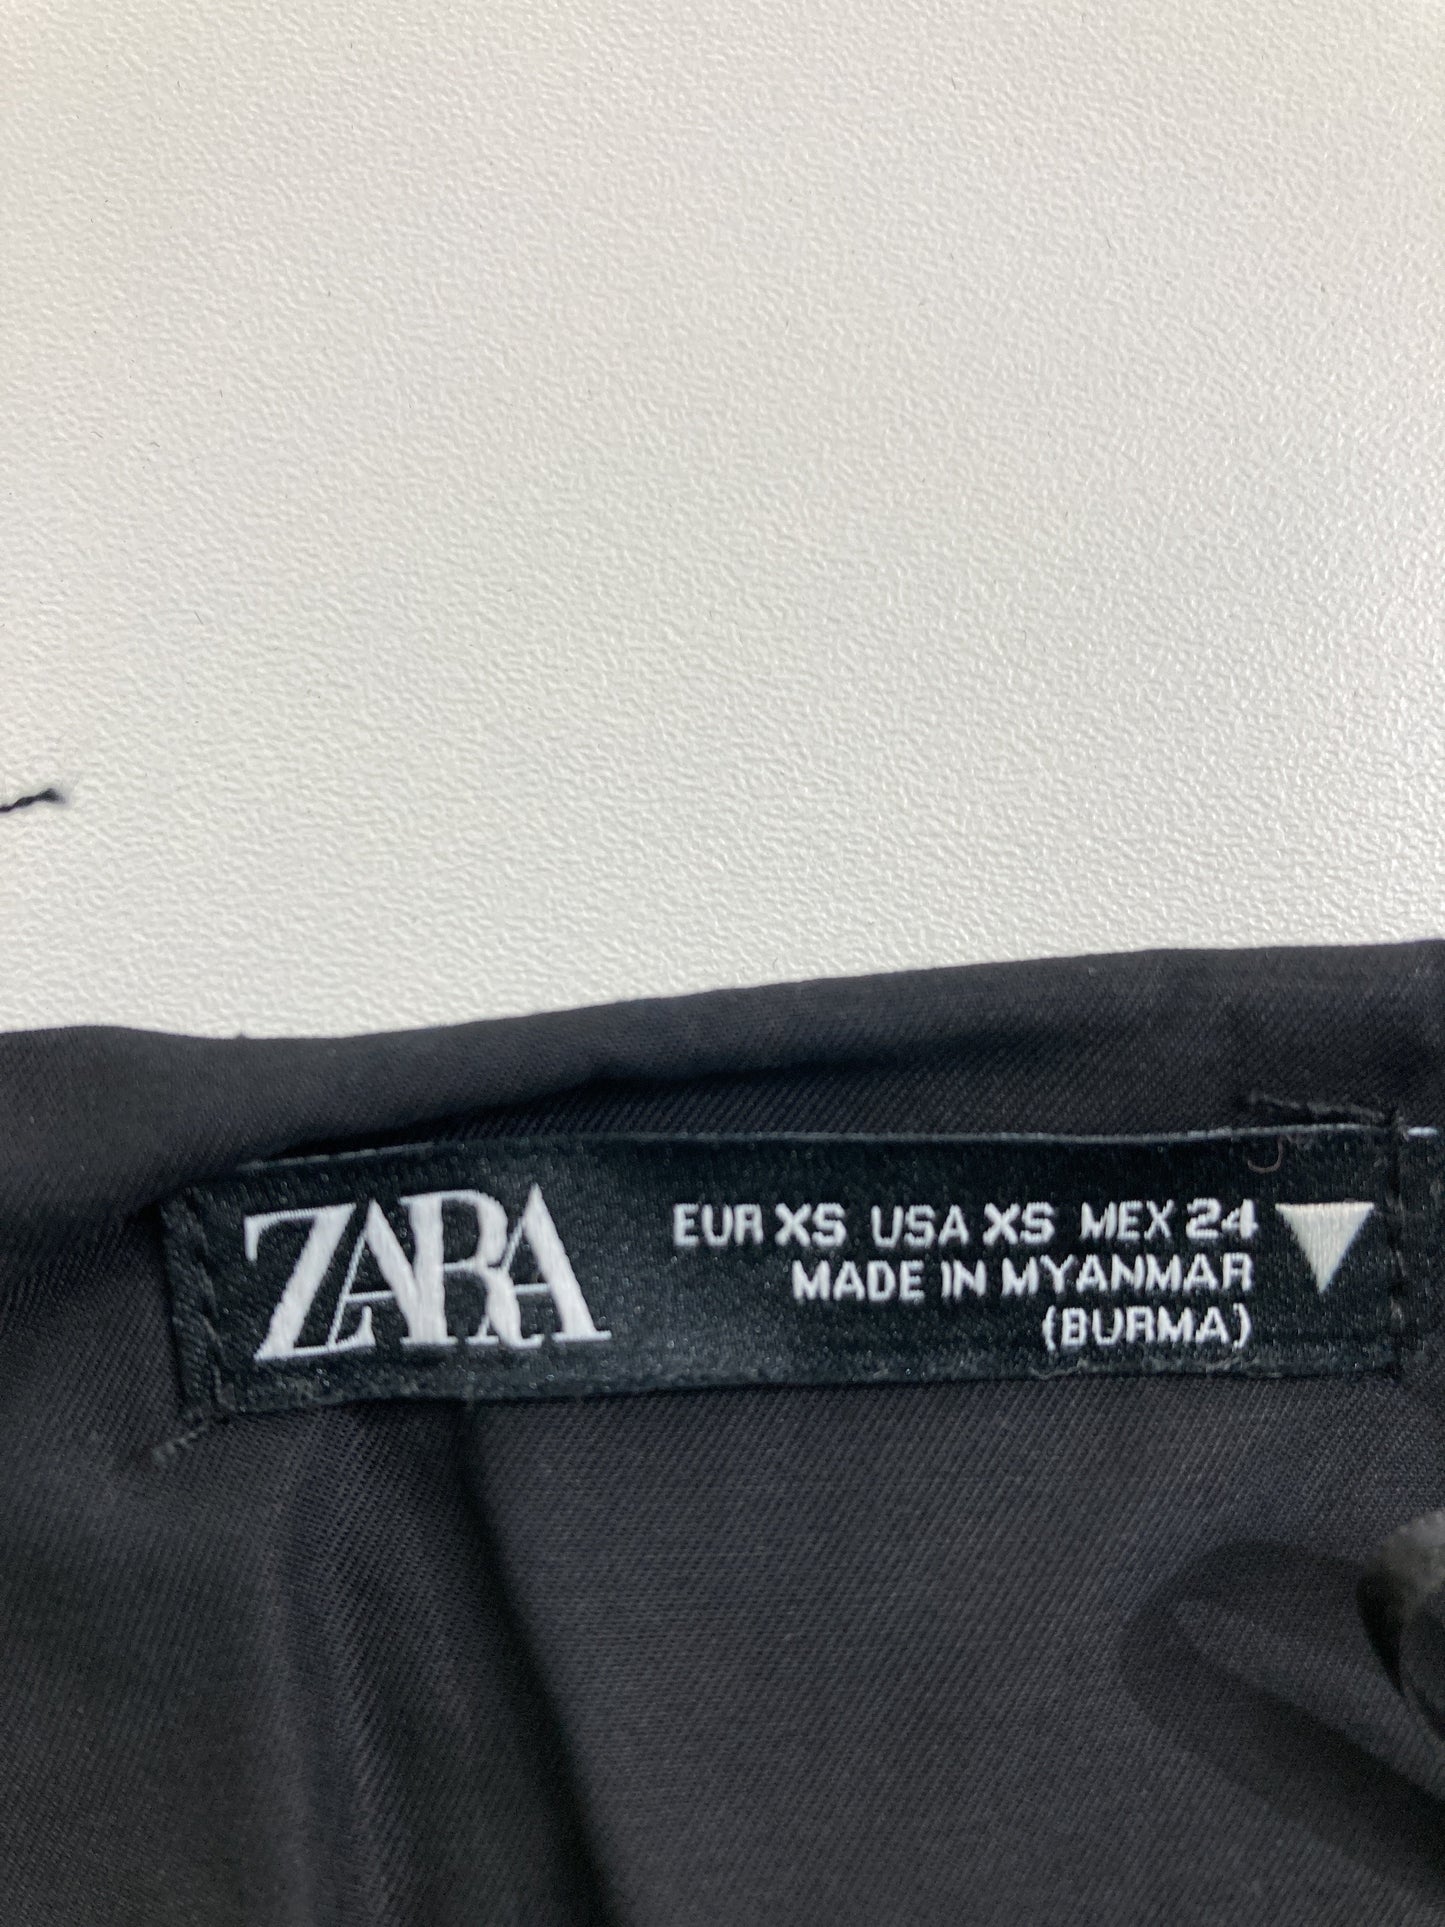 ZARA
EUR XS USA XS MEX 24
MADE IN MYANMAR
(BURMA)